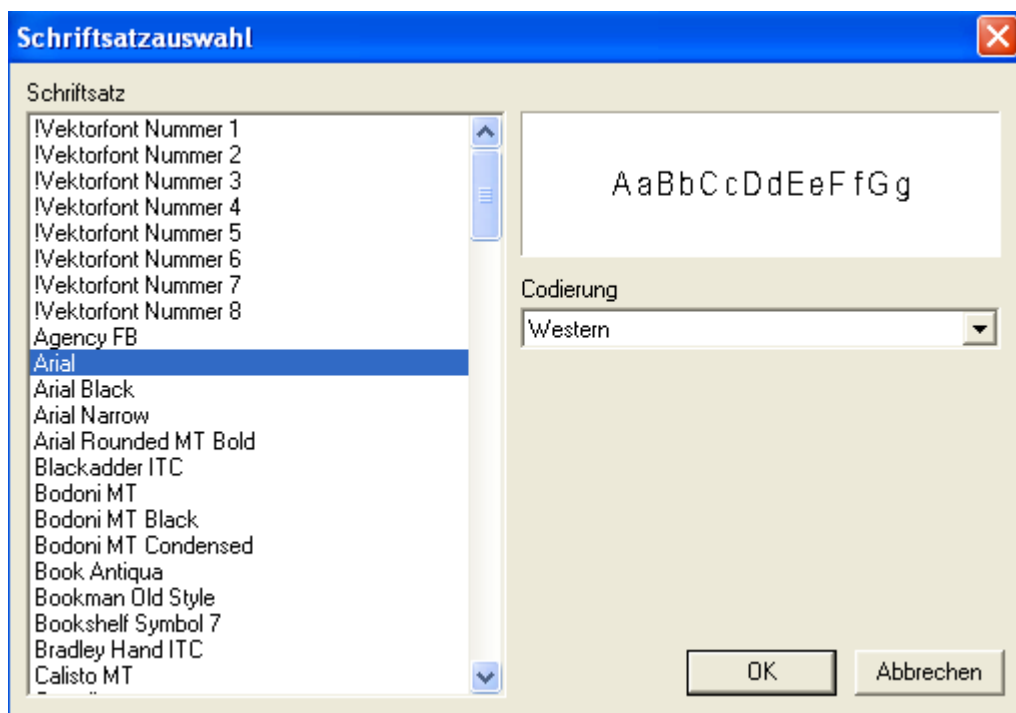 Schriftsatzauswahl
Schriftsatz
!Vektorfont Nummer 1
!Vektorfont Nummer 2
!Vektorfont Nummer 3
!Vektorfont Nummer 4
!Vektorfont Nummer 5
!Vektorfont Nummer 6
!Vektorfont Nummer 7
!Vektorfont Nummer 8
Agency FB
Arial
Arial Black
Arial Narrow
Arial Rounded MT Bold
Blackadder ITC
Bodoni MT
Bodoni MT Black
Bodoni MT Condensed
Book Antiqua
Bookman Old Style
Bookshelf Symbol 7
Bradley Hand ITC
Calisto MT
AaBbCcDdEeFfGg
Codierung
Western
OK
Abbrechen